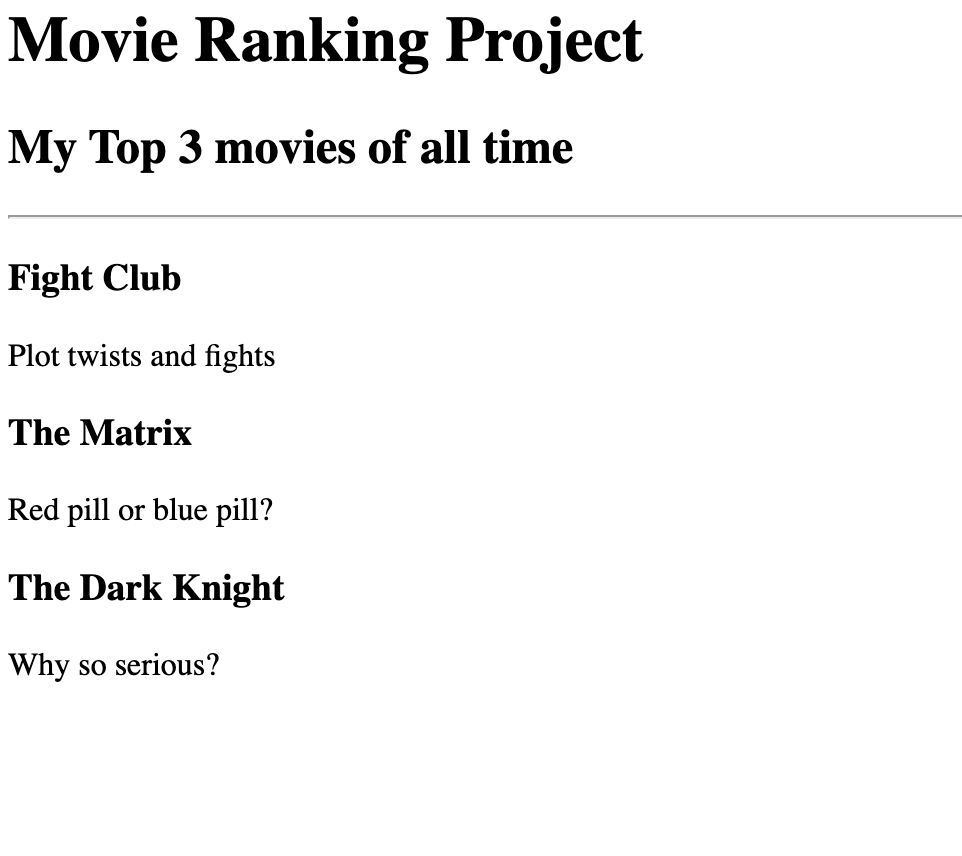 Movie Ranking Project
My Top 3 movies of all time
Fight Club
Plot twists and fights
The Matrix
Red pill or blue pill?
The Dark Knight
Why so serious?